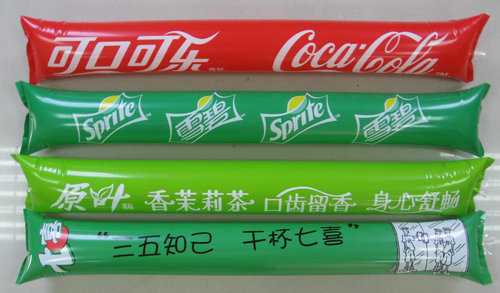 可口可乐 Coca-Cola
Sprite 雪碧 Sprite 雪碧
原叶 香茉莉茶 口齿留香 身心舒畅
七喜 “二五知己 干杯七喜”